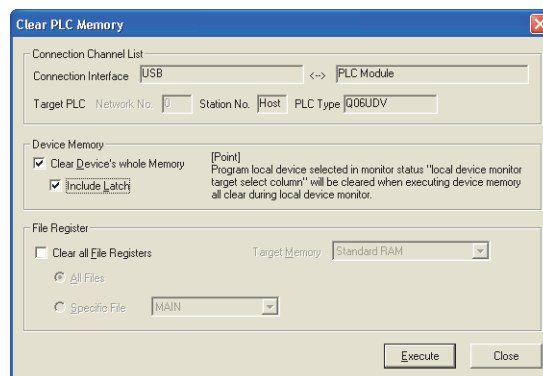 Clear PLC Memory
Connection Channel List
Connection Interface USB <--> PLC Module
Target PLC Network No. 0 Station No. Host PLC Type Q06UDV
Device Memory
Clear Device's whole Memory
Include Latch
[Point]
Program local device selected in monitor status "local device monitor
target select column" will be cleared when executing device memory
all clear during local device monitor.
File Register
Clear all File Registers Target Memory Standard RAM
All Files
Specific File MAIN
Execute Close